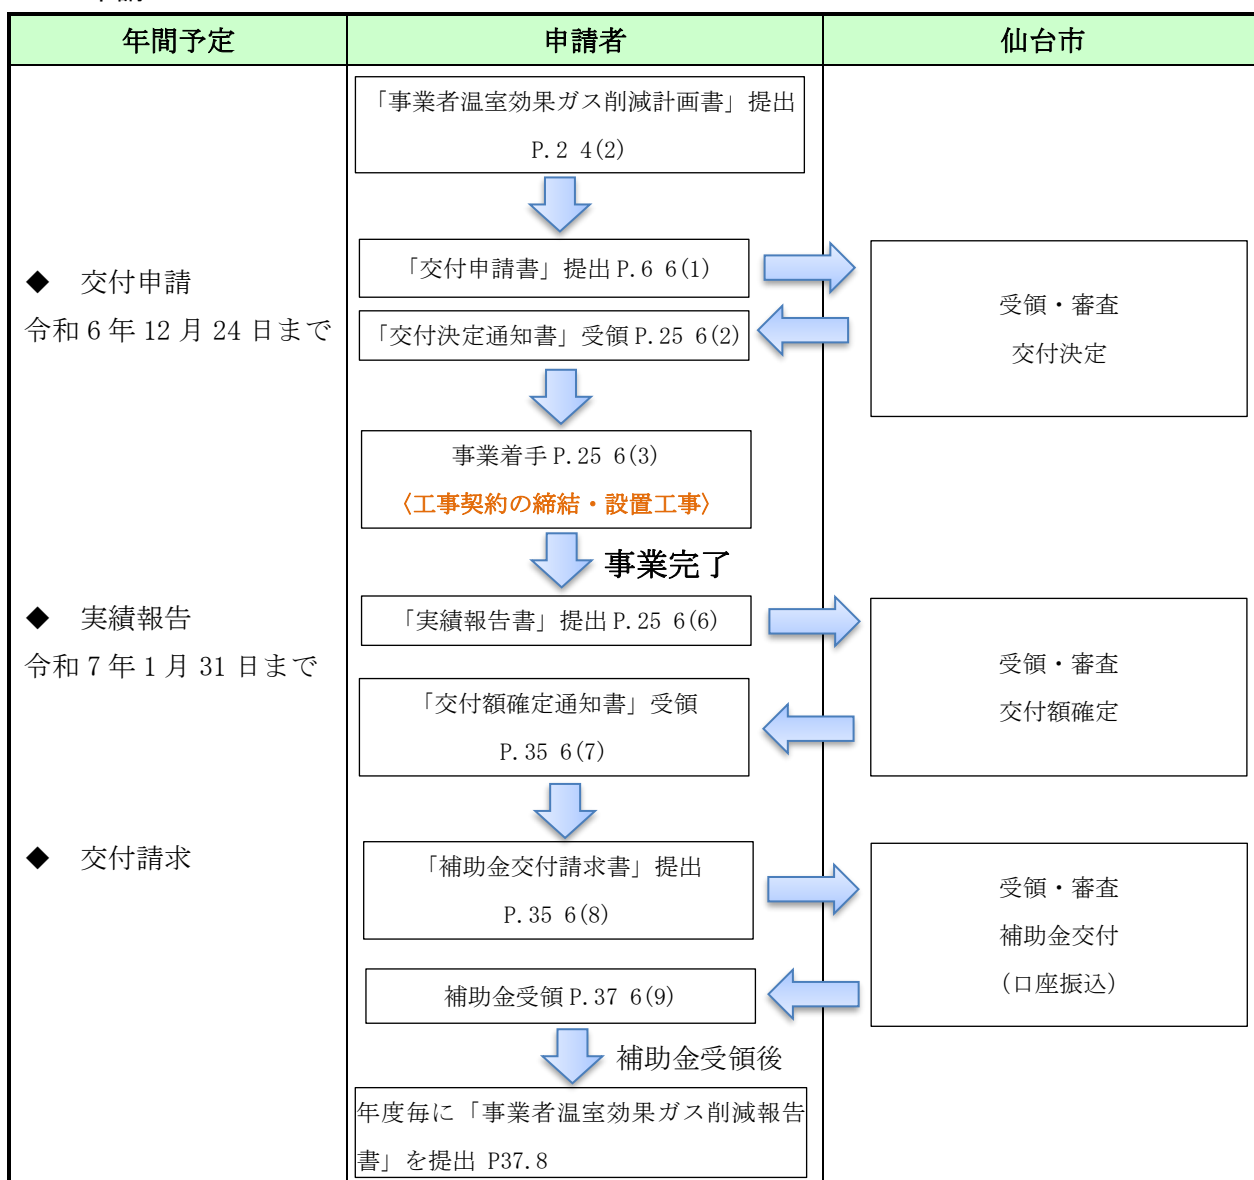 年間予定
申請者
仙台市
「事業者温室効果ガス削減計画書」提出
P.2 4(2)
◆ 交付申請
令和6年12月24日まで
「交付申請書」提出P.6 6(1)
「交付決定通知書」受領P.25 6(2)
受領・審査
交付決定
事業着手P.25 6(3)
〈工事契約の締結・設置工事〉
事業完了
◆ 実績報告
令和7年1月31日まで
「実績報告書」提出P.25 6(6)
「交付額確定通知書」受領
P.35 6(7)
受領・審査
交付額確定
◆ 交付請求
「補助金交付請求書」提出
P.35 6(8)
補助金受領P.37 6(9)
受領・審査
補助金交付
(口座振込)
補助金受領後
年度毎に「事業者温室効果ガス削減報告
書」を提出 P37.8